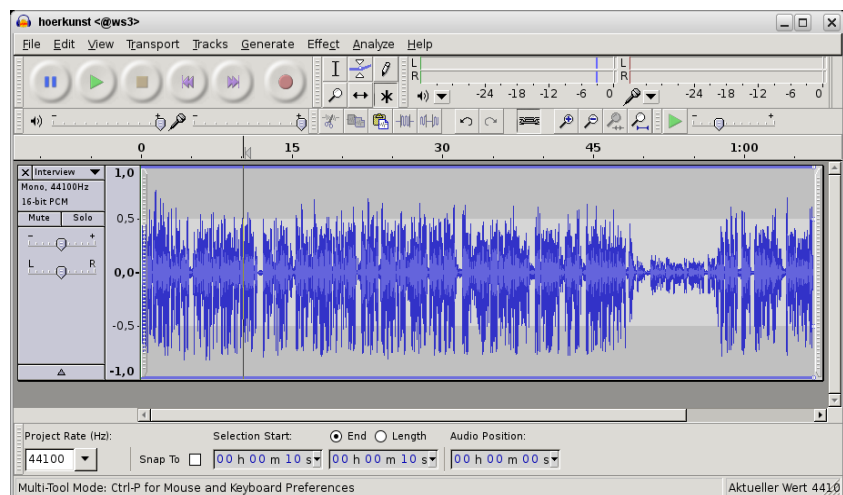 hoerkunst <@ws3>
File Edit View Transport Tracks Generate Effect Analyze Help
L
R
-24 -18 -12 -6 0
L
R
-24 -18 -12 -6 0
0 15 30 45 1:00
X Interview
Mono, 44100Hz
16-bit PCM
Mute Solo
- +
L R
1,0
0,5-
0,0-
-0,5-
-1,0
Project Rate (Hz): Selection Start: End Length Audio Position:
44100 Snap To 00 h 00 m 10 s 00 h 00 m 10 s 00 h 00 m 00 s
Multi-Tool Mode: Ctrl-P for Mouse and Keyboard Preferences Aktueller Wert 4410